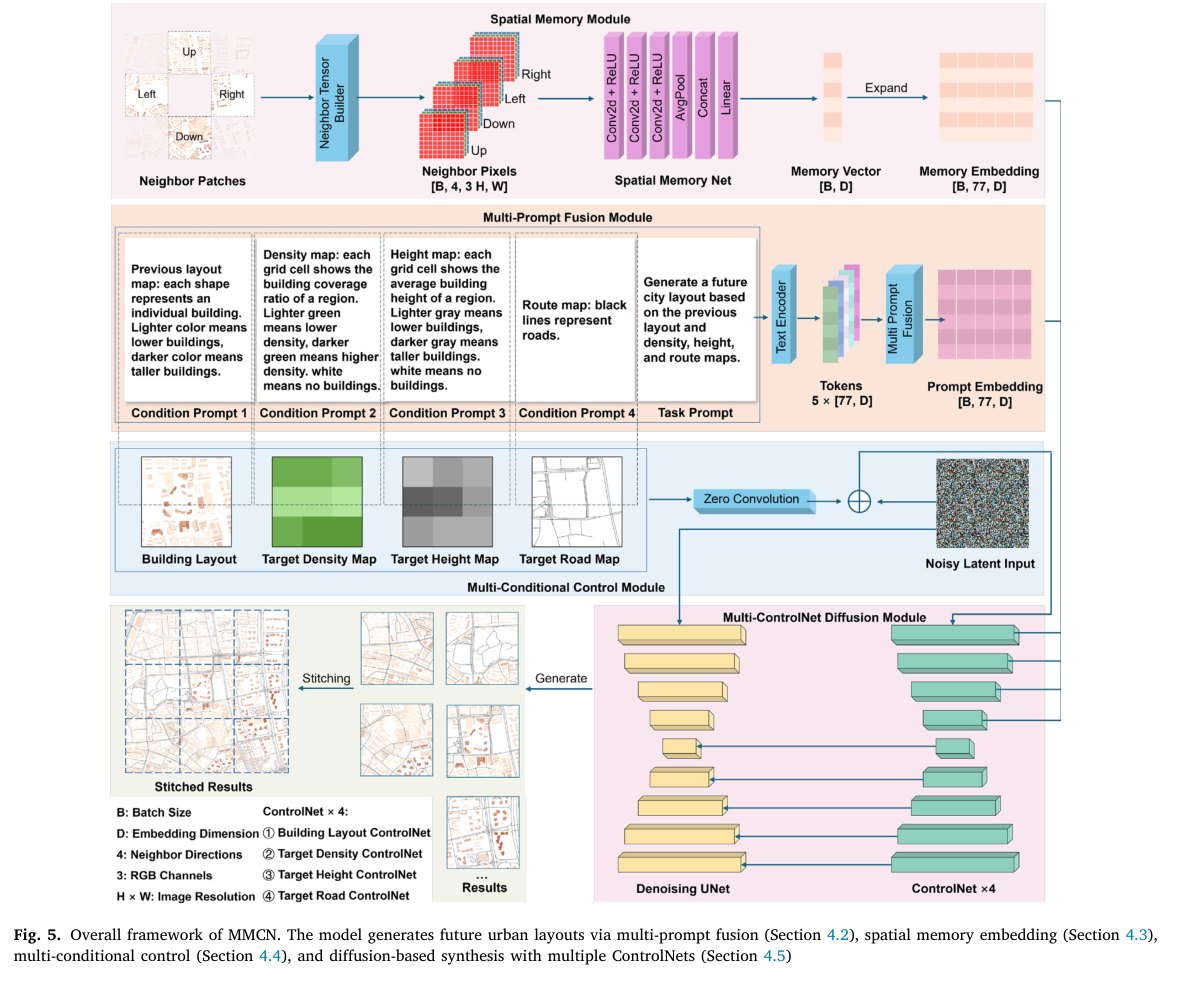 Spatial Memory Module
Up
Left
Right
Down
Neighbor Patches
Neighbor Tensor
Builder
Right
Left
Down
Up
Neighbor Pixels
[B, 4, 3 H, W]
Conv2d + ReLU
Conv2d + ReLU
Conv2d + ReLU
AvgPool
Concat
Linear
Spatial Memory Net
Memory Vector
[B, D]
Expand
Memory Embedding
[B, 77, D]
Multi-Prompt Fusion Module
Previous layout
map: each shape
represents an
individual building.
Lighter color means
lower buildings,
darker color means
taller buildings.
Condition Prompt 1
Density map: each
grid cell shows the
building coverage
ratio of a region.
Lighter green
means lower
density, darker
green means higher
density. white
means no buildings.
Condition Prompt 2
Height map: each
grid cell shows the
average building
height of a region.
Lighter gray means
lower buildings,
darker gray means
taller buildings.
white means no
buildings.
Condition Prompt 3
Route map: black
lines represent
roads.
Condition Prompt 4
Generate a future
city layout based
on the previous
layout and
density, height,
and route maps.
Task Prompt
Text Encoder
Tokens
5 × [77, D]
Multi Prompt
Fusion
Prompt Embedding
[B, 77, D]
Building Layout
Target Density Map
Target Height Map
Target Road Map
Zero Convolution
Noisy Latent Input
Multi-Conditional Control Module
Stitched Results
Stitching
Generate
...
Results
Multi-ControlNet Diffusion Module
Denoising UNet
ControlNet ×4
B: Batch Size
D: Embedding Dimension
4: Neighbor Directions
3: RGB Channels
H × W: Image Resolution
ControlNet × 4:
① Building Layout ControlNet
② Target Density ControlNet
③ Target Height ControlNet
④ Target Road ControlNet
Fig. 5. Overall framework of MMCN. The model generates future urban layouts via multi-prompt fusion (Section 4.2), spatial memory embedding (Section 4.3),
multi-conditional control (Section 4.4), and diffusion-based synthesis with multiple ControlNets (Section 4.5)